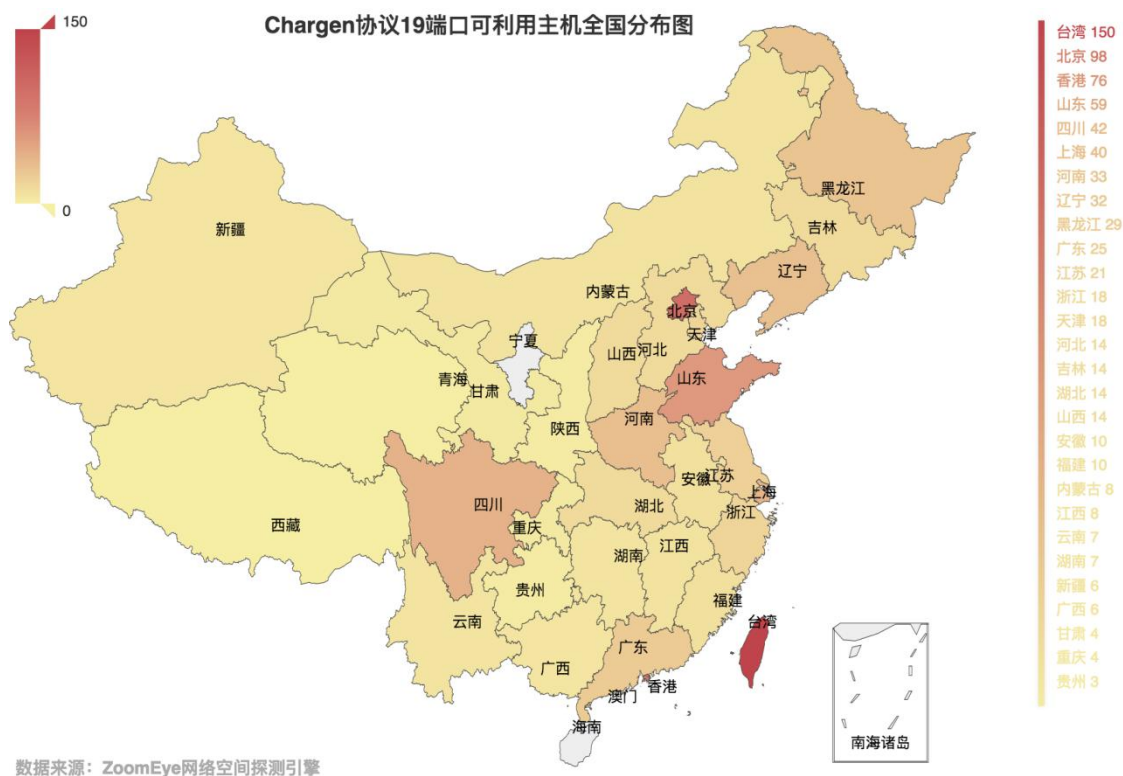 Chargen协议19端口可利用主机全国分布图
150
0
台湾 150
北京 98
香港 76
山东 59
四川 42
上海 40
河南 33
辽宁 32
黑龙江 29
广东 25
江苏 21
浙江 18
天津 18
河北 14
吉林 14
湖北 14
山西 14
安徽 10
福建 10
内蒙古 8
江西 8
云南 7
湖南 7
新疆 6
广西 6
甘肃 4
重庆 4
贵州 3
黑龙江
吉林
新疆
辽宁
内蒙古
北京
天津
宁夏
山西
河北
青海
甘肃
山东
河南
陕西
安徽
江苏
上海
四川
湖北
浙江
西藏
重庆
湖南
江西
贵州
福建
云南
台湾
广东
广西
香港
澳门
海南
南海诸岛
数据来源：ZoomEye网络空间探测引擎